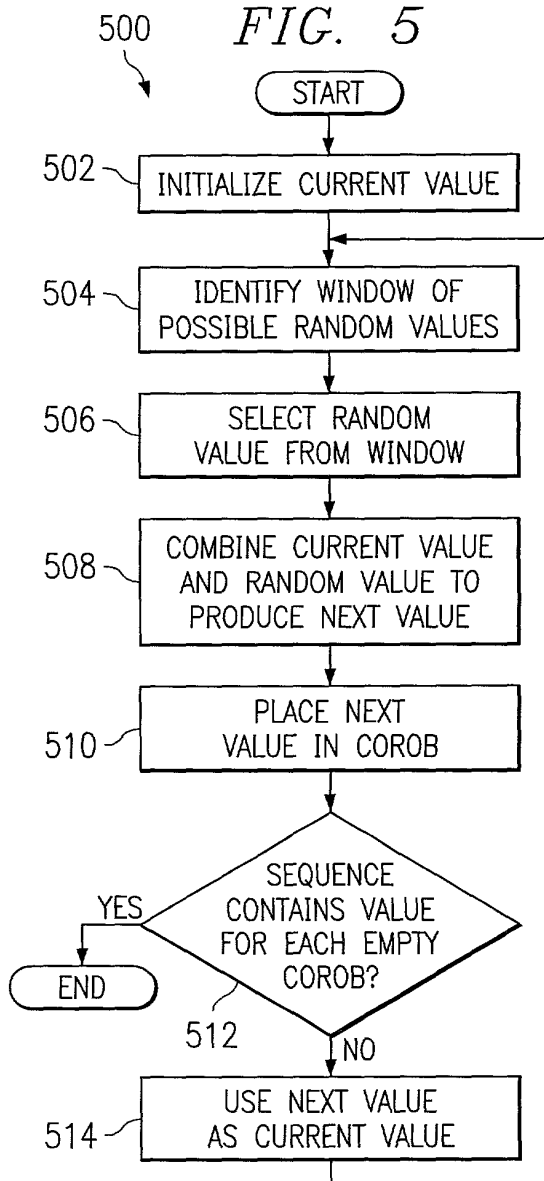 FIG. 5
500
START
502
INITIALIZE CURRENT VALUE
504
IDENTIFY WINDOW OF
POSSIBLE RANDOM VALUES
506
SELECT RANDOM
VALUE FROM WINDOW
508
COMBINE CURRENT VALUE
AND RANDOM VALUE TO
PRODUCE NEXT VALUE
510
PLACE NEXT
VALUE IN COROB
SEQUENCE
CONTAINS VALUE
FOR EACH EMPTY
COROB?
YES
END
512
NO
514
USE NEXT VALUE
AS CURRENT VALUE